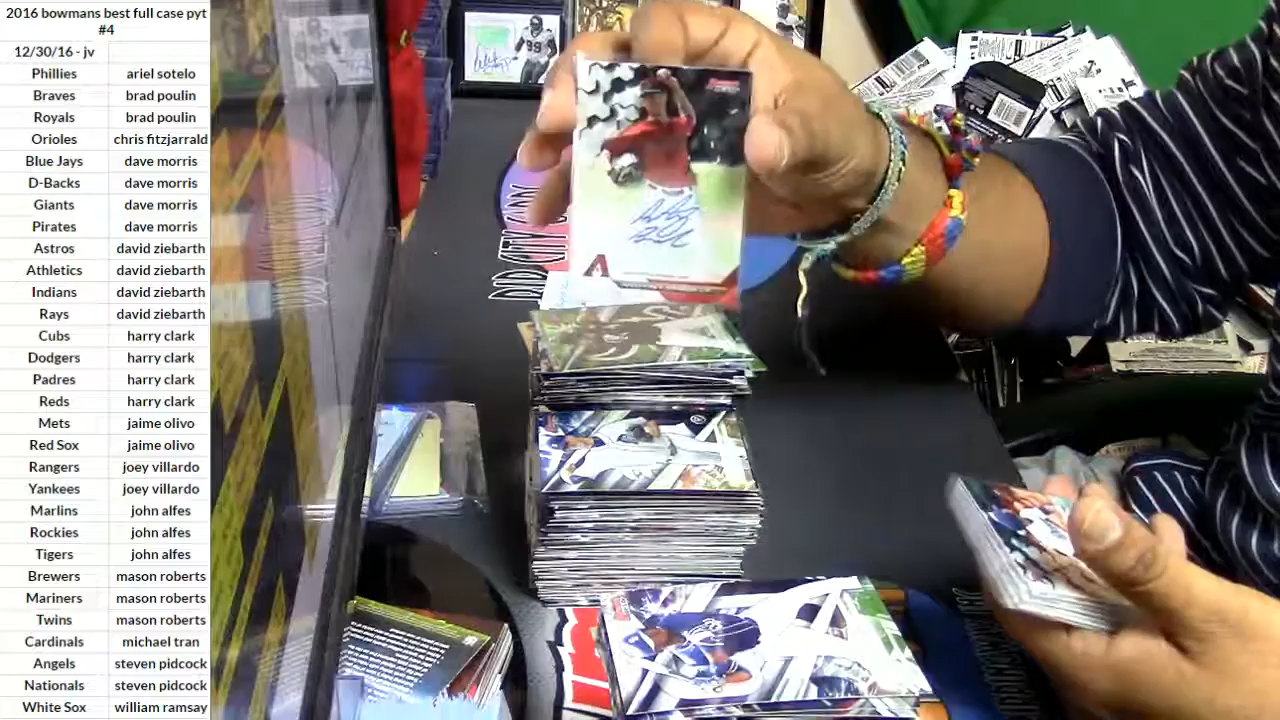 2016 bowmans best full case pyt
#4
12/30/16 - jv
Phillies ariel sotelo
Braves brad poulin
Royals brad poulin
Orioles chris fitzjarrald
Blue Jays dave morris
D-Backs dave morris
Giants dave morris
Pirates dave morris
Astros david ziebarth
Athletics david ziebarth
Indians david ziebarth
Rays david ziebarth
Cubs harry clark
Dodgers harry clark
Padres harry clark
Reds harry clark
Mets jaime olivo
Red Sox jaime olivo
Rangers joey villardo
Yankees joey villardo
Marlins john alfes
Rockies john alfes
Tigers john alfes
Brewers mason roberts
Mariners mason roberts
Twins mason roberts
Cardinals michael tran
Angels steven pidcock
Nationals steven pidcock
White Sox william ramsay
99